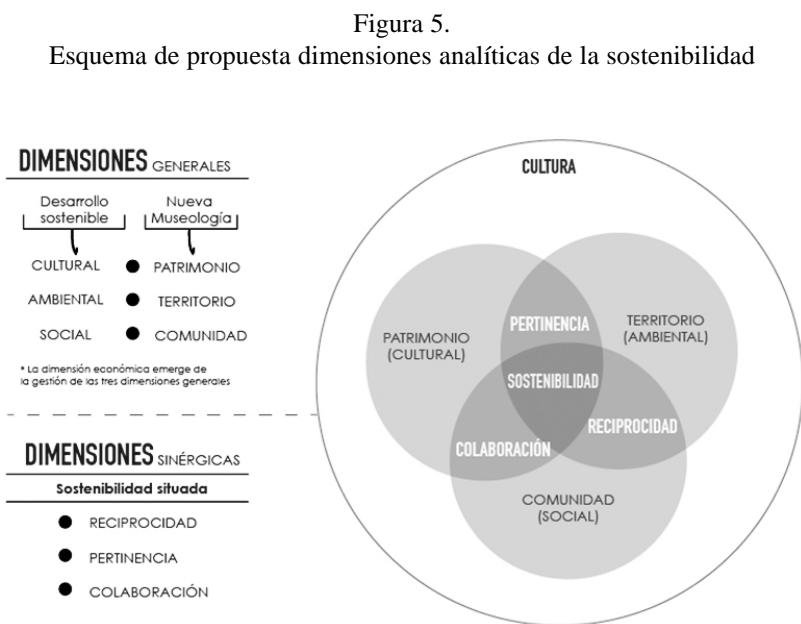 Figura 5.
Esquema de propuesta dimensiones analíticas de la sostenibilidad
DIMENSIONES GENERALES
Desarrollo sostenible
Nueva Museología
CULTURAL ● PATRIMONIO
AMBIENTAL ● TERRITORIO
SOCIAL ● COMUNIDAD
* La dimensión económica emerge de
la gestión de las tres dimensiones generales
DIMENSIONES SINÉRGICAS
Sostenibilidad situada
● RECIPROCIDAD
● PERTINENCIA
● COLABORACIÓN
CULTURA
PATRIMONIO
(CULTURAL)
PERTINENCIA
TERRITORIO
(AMBIENTAL)
SOSTENIBILIDAD
COLABORACIÓN
RECIPROCIDAD
COMUNIDAD
(SOCIAL)